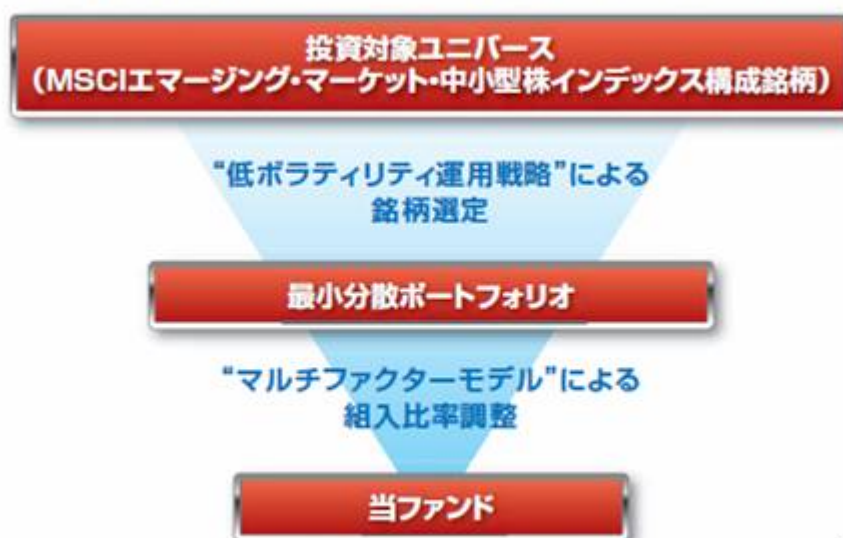 投資対象ユニバース
(MSCIエマージング・マーケット・中小型株インデックス構成銘柄)
“低ボラティリティ運用戦略”による
銘柄選定
最小分散ポートフォリオ
“マルチファクターモデル”による
組入比率調整
当ファンド